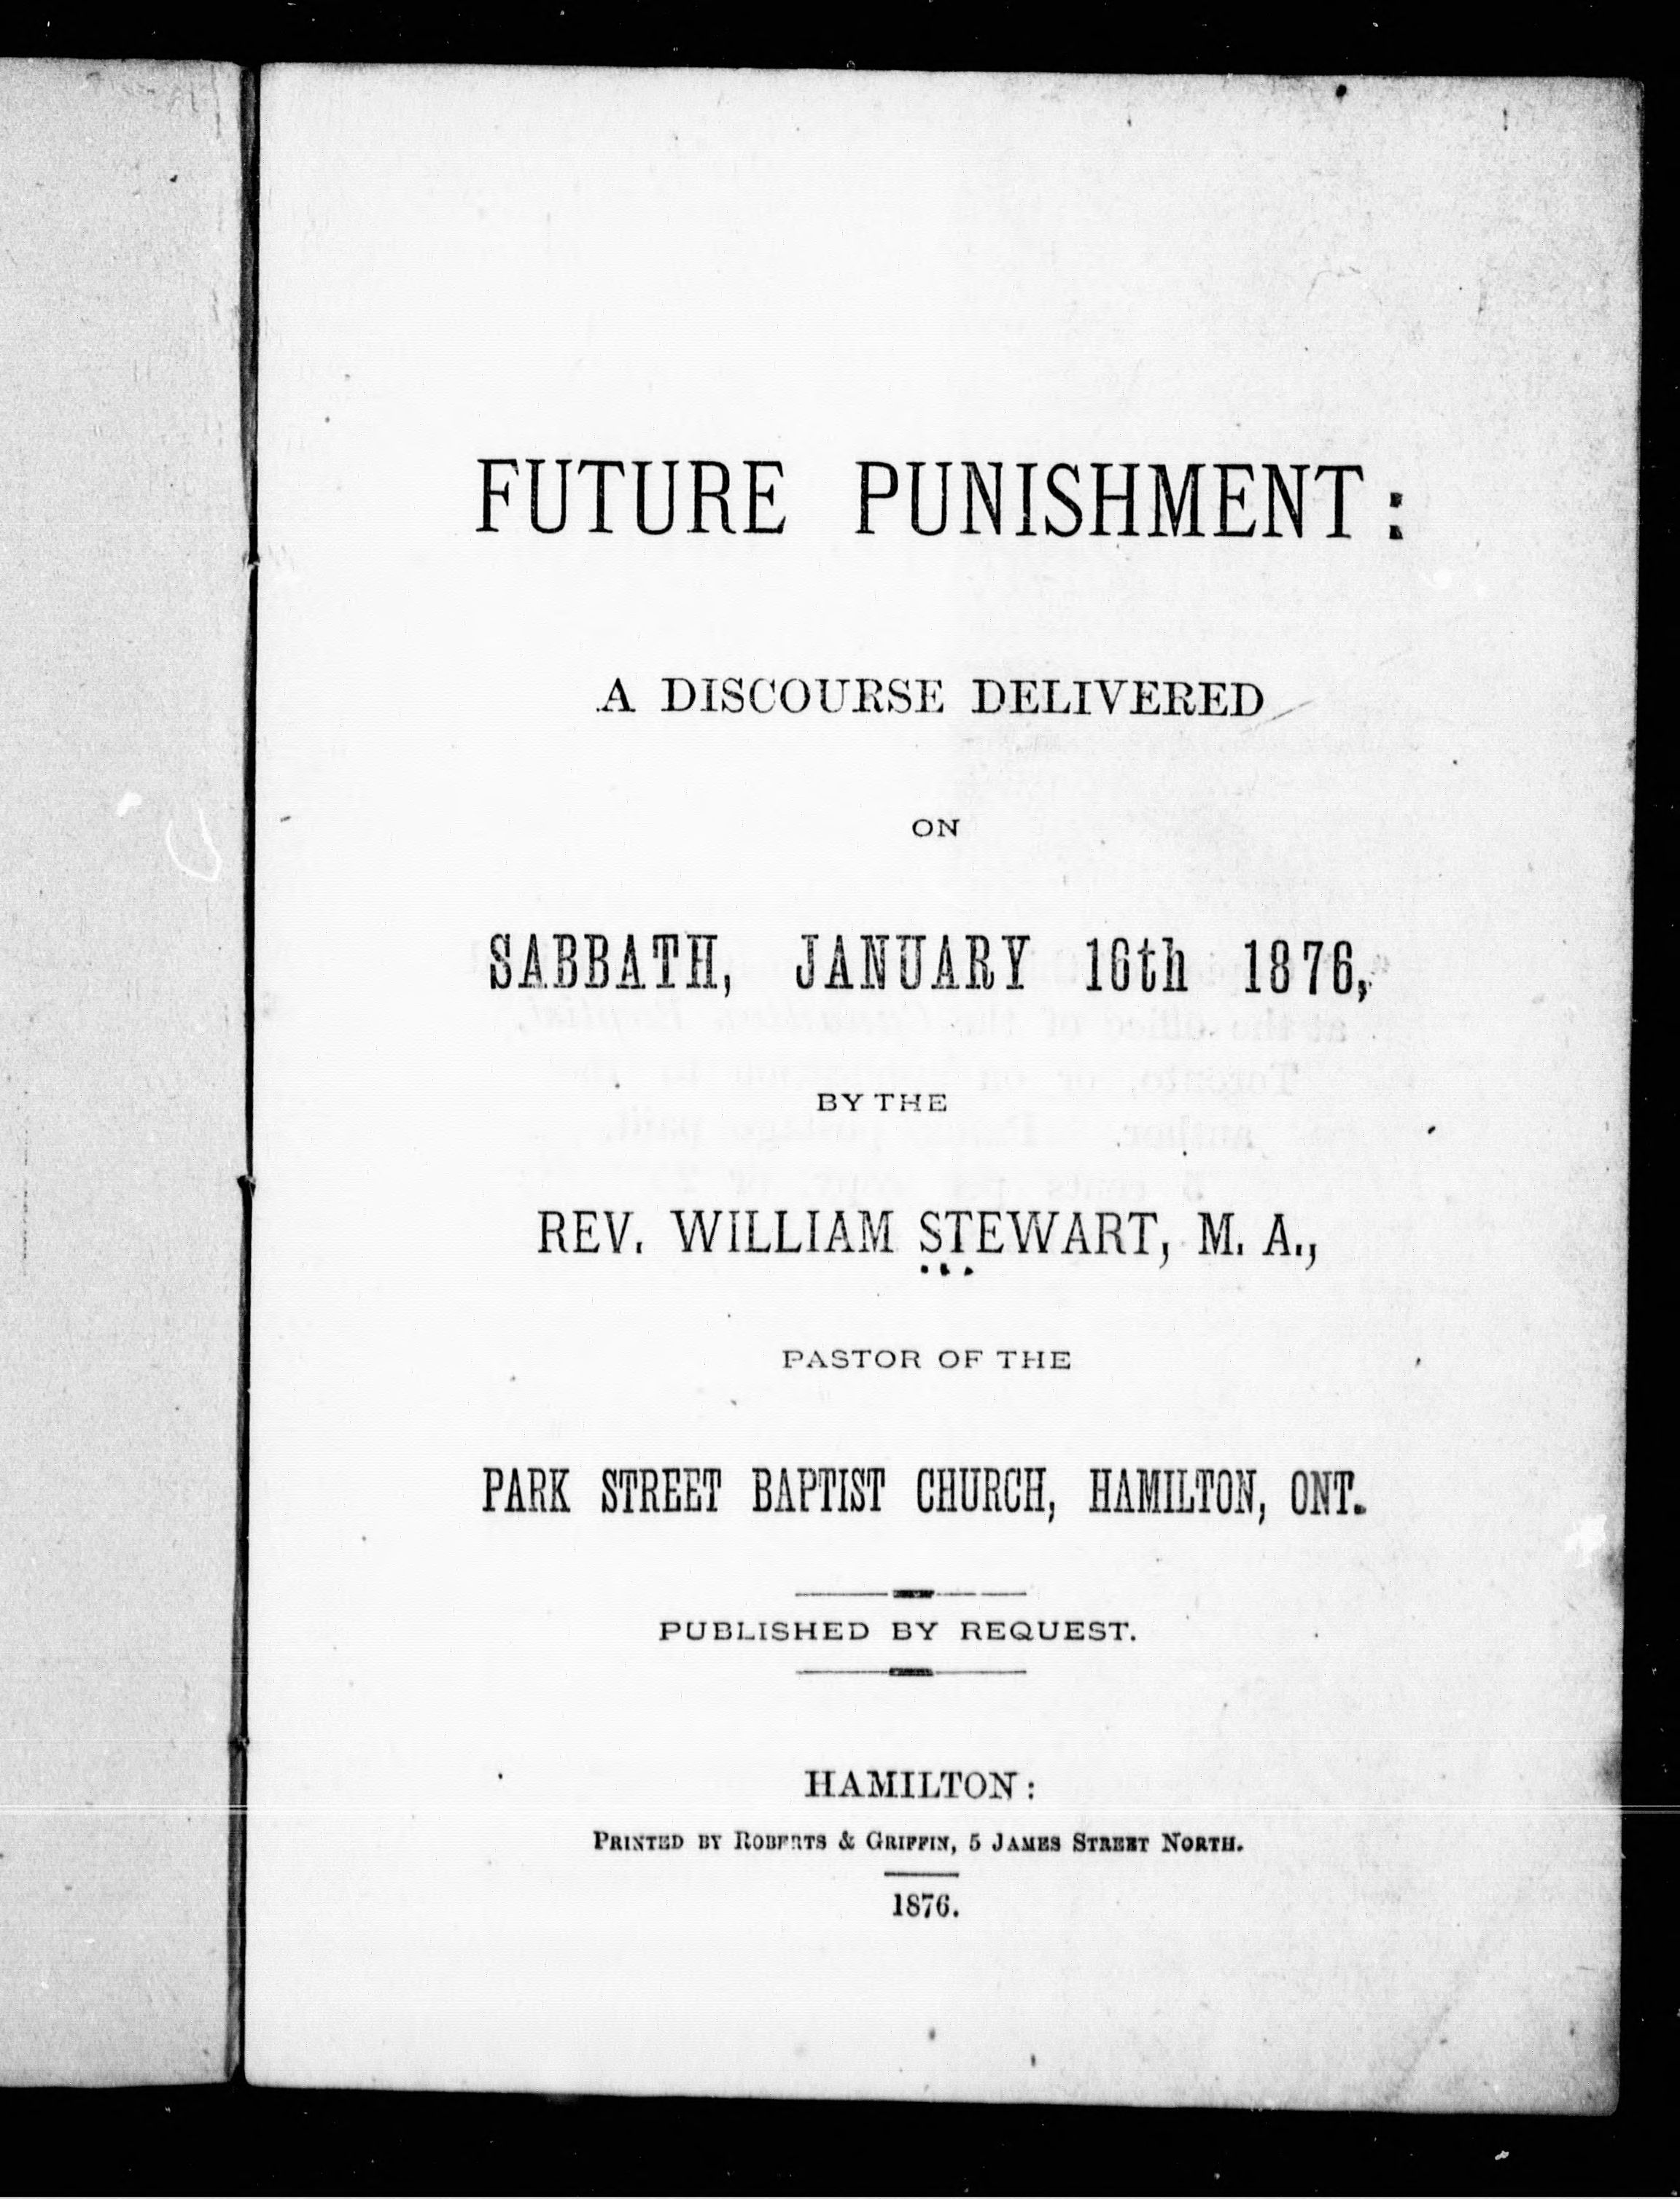 FUTURE PUNISHMENT:
A DISCOURSE DELIVERED
ON
SABBATH, JANUARY 16th 1876,
BY THE
REV. WILLIAM STEWART, M. A.,
PASTOR OF THE
PARK STREET BAPTIST CHURCH, HAMILTON, ONT.
PUBLISHED BY REQUEST.
HAMILTON:
PRINTED BY ROBERTS & GRIFFIN, 5 JAMES STREET NORTH.
1876.